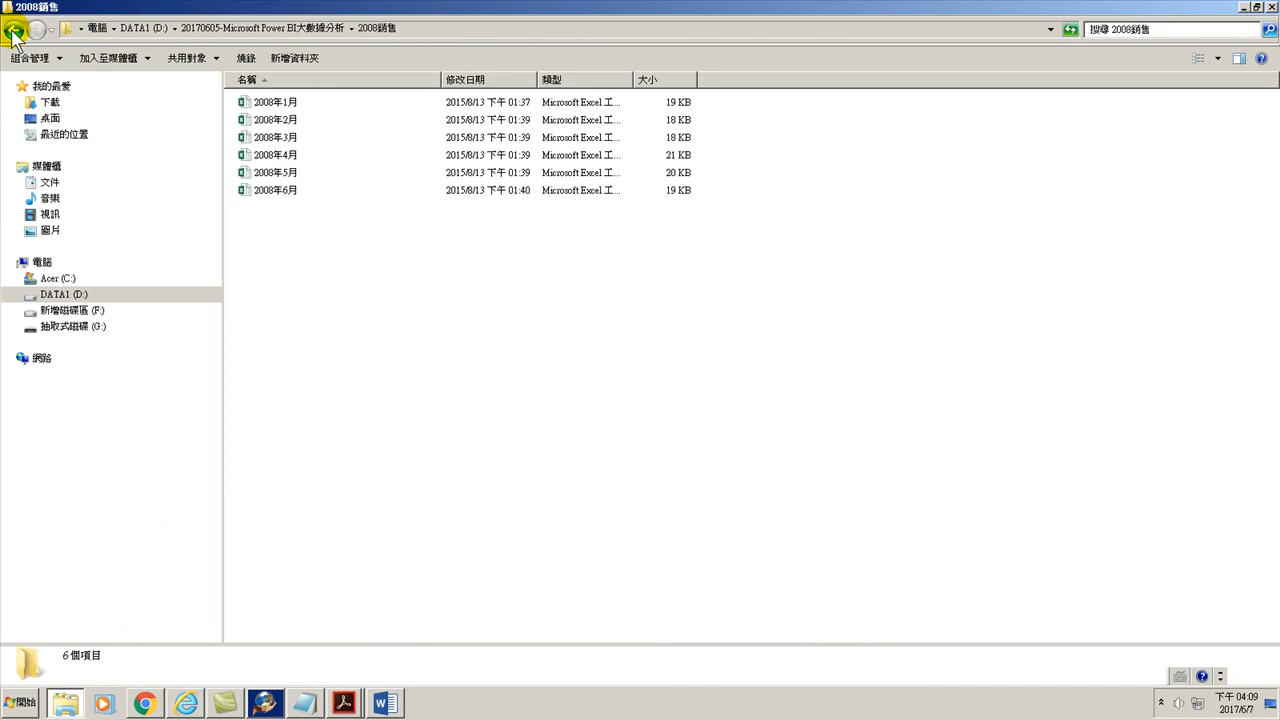 2008銷售
電腦 DATA1 (D:) 20170605-Microsoft Power BI大數據分析 2008銷售 搜尋 2008銷售
組合管理 加入至媒體櫃 共用對象 燒錄 新增資料夾
名稱 修改日期 類型 大小
2008年1月 2015/8/13 下午 01:37 Microsoft Excel 工... 19 KB
2008年2月 2015/8/13 下午 01:39 Microsoft Excel 工... 18 KB
2008年3月 2015/8/13 下午 01:39 Microsoft Excel 工... 18 KB
2008年4月 2015/8/13 下午 01:39 Microsoft Excel 工... 21 KB
2008年5月 2015/8/13 下午 01:39 Microsoft Excel 工... 20 KB
2008年6月 2015/8/13 下午 01:40 Microsoft Excel 工... 19 KB
我的最愛
下載
桌面
最近的位置
媒體櫃
文件
音樂
視訊
圖片
電腦
Acer (C:)
DATA1 (D:)
新增磁碟區 (F:)
抽取式磁碟 (G:)
網路
6 個項目
開始
下午 04:09
2017/6/7